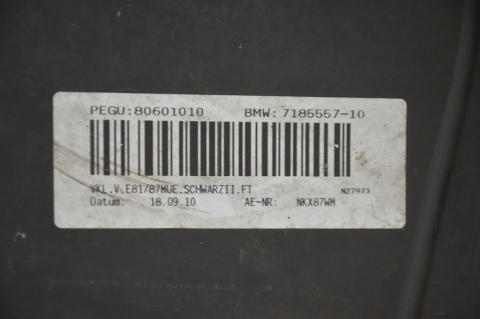 PEGU:80601010 BMW: 7185557-10
VKL.V.E81/87MUE.SCHWARZII.FT N27973
Datum: 18.09.10 AE-NR: NKX87WM